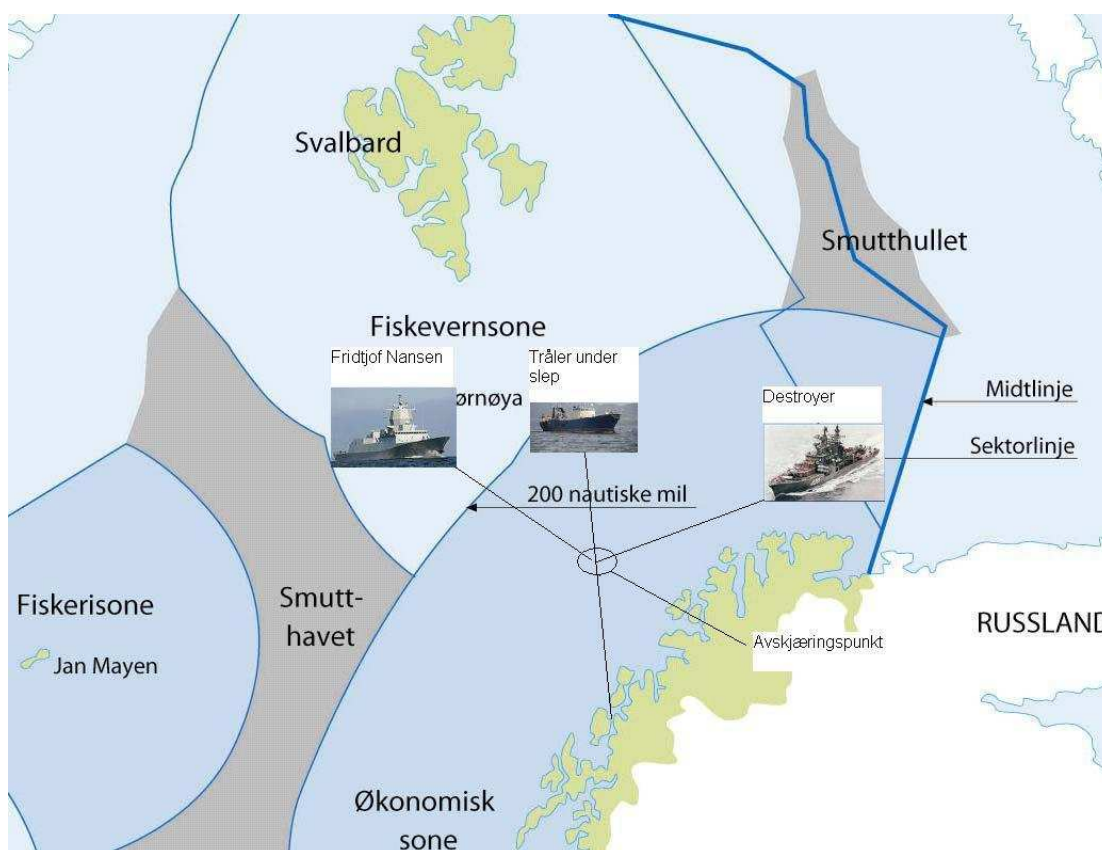 Svalbard
Smutthullet
Fiskevernsone
Fridtjof Nansen
Tråler under
slep
ørnøya
Destroyer
Midtlinje
Sektorlinje
200 nautiske mil
Fiskerisone
Smutt-
havet
Jan Mayen
Avskjæringspunkt
RUSSLAND
Økonomisk
sone